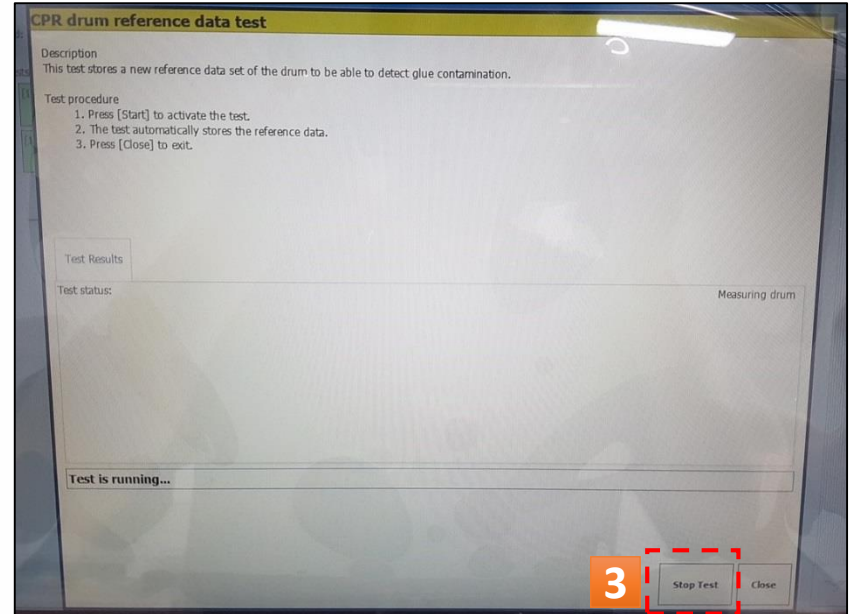 CPR drum reference data test
Description
This test stores a new reference data set of the drum to be able to detect glue contamination.
Test procedure
1. Press [Start] to activate the test.
2. The test automatically stores the reference data.
3. Press [Close] to exit.
Test Results
Test status:
Measuring drum
Test is running...
3
Stop Test
Close